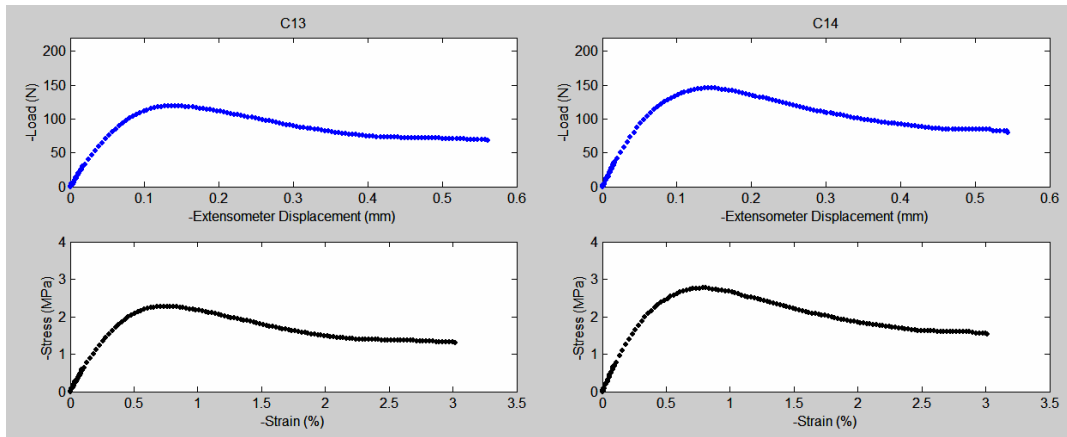 C13
C14
-Load (N)
200
150
100
50
0
0 0.1 0.2 0.3 0.4 0.5 0.6
-Extensometer Displacement (mm)
-Load (N)
200
150
100
50
0
0 0.1 0.2 0.3 0.4 0.5 0.6
-Extensometer Displacement (mm)
-Stress (MPa)
4
3
2
1
0
0 0.5 1 1.5 2 2.5 3 3.5
-Strain (%)
-Stress (MPa)
4
3
2
1
0
0 0.5 1 1.5 2 2.5 3 3.5
-Strain (%)